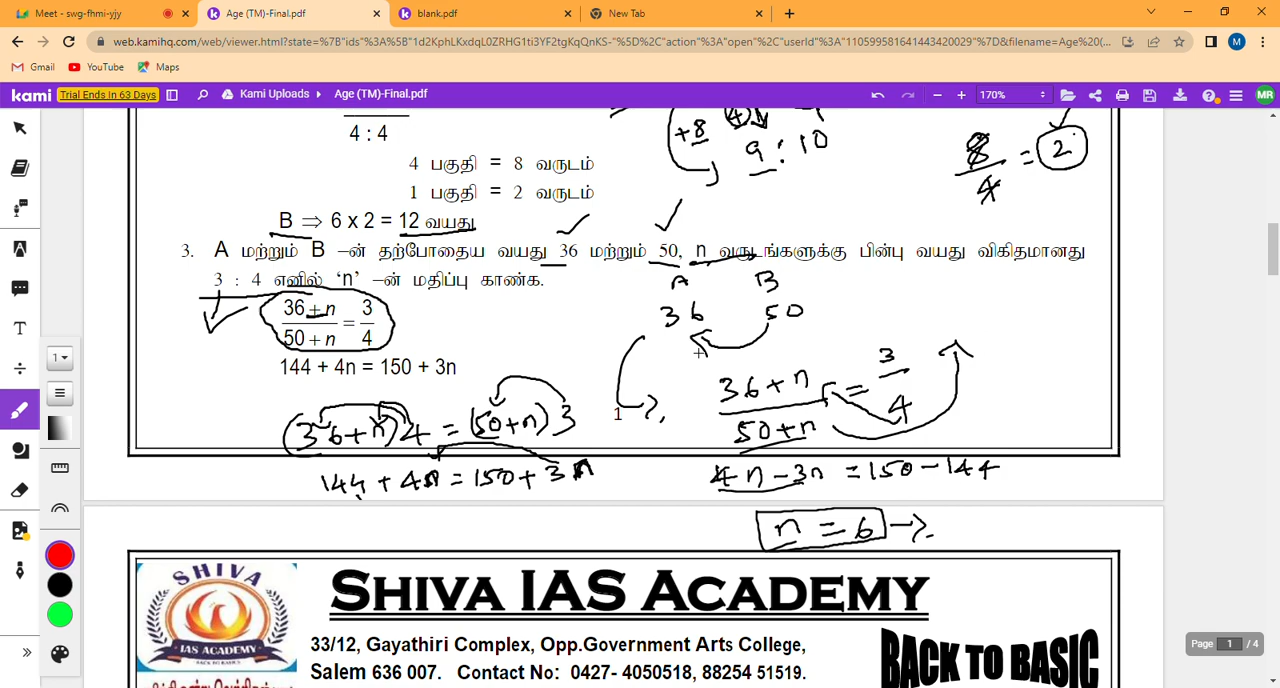 Meet - swg-fhmi-yjy
Age (TM)-Final.pdf
blank.pdf
New Tab
web.kamihq.com/web/viewer.html?state=%7B"ids"%3A%5B"1d2KphLKxdqL0ZRHG1ti3YF2tgKqQnKS-"%5D%2C"action"%3A"open"%2C"userId"%3A"110599581641443420029"%7D&filename=Age%20(...
Gmail YouTube Maps
kami Trial Ends In 63 Days Kami Uploads Age (TM)-Final.pdf 170% MR
4 : 4
+8 9 : 10
8/4 = 2
4 பகுதி = 8 வருடம்
1 பகுதி = 2 வருடம்
B ⇒ 6 x 2 = 12 வயது
3. A மற்றும் B –ன் தற்போதைய வயது 36 மற்றும் 50, n வருடங்களுக்கு பின்பு வயது விகிதமானது
3 : 4 எனில் 'n' –ன் மதிப்பு காண்க.
A B
36 50
36 + n / 50 + n = 3 / 4
144 + 4n = 150 + 3n
36+n / 50+n = 3 / 4
(36+n)4 = (50+n)3
144 + 4n = 150 + 3n
4n - 3n = 150 - 144
n = 6
SHIVA IAS ACADEMY
SHIVA
IAS ACADEMY
BACK TO BASICS
33/12, Gayathiri Complex, Opp.Government Arts College,
Salem 636 007. Contact No: 0427- 4050518, 88254 51519.
BACK TO BASIC
Page 1 / 4